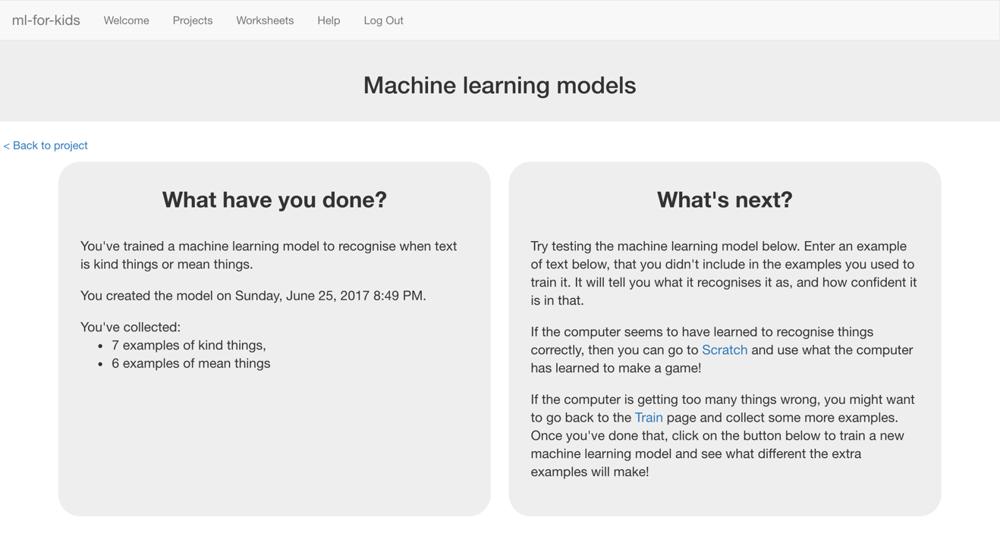 ml-for-kids Welcome Projects Worksheets Help Log Out
Machine learning models
< Back to project
What have you done?
You've trained a machine learning model to recognise when text
is kind things or mean things.
You created the model on Sunday, June 25, 2017 8:49 PM.
You've collected:
• 7 examples of kind things,
• 6 examples of mean things
What's next?
Try testing the machine learning model below. Enter an example
of text below, that you didn't include in the examples you used to
train it. It will tell you what it recognises it as, and how confident it
is in that.
If the computer seems to have learned to recognise things
correctly, then you can go to Scratch and use what the computer
has learned to make a game!
If the computer is getting too many things wrong, you might want
to go back to the Train page and collect some more examples.
Once you've done that, click on the button below to train a new
machine learning model and see what different the extra
examples will make!